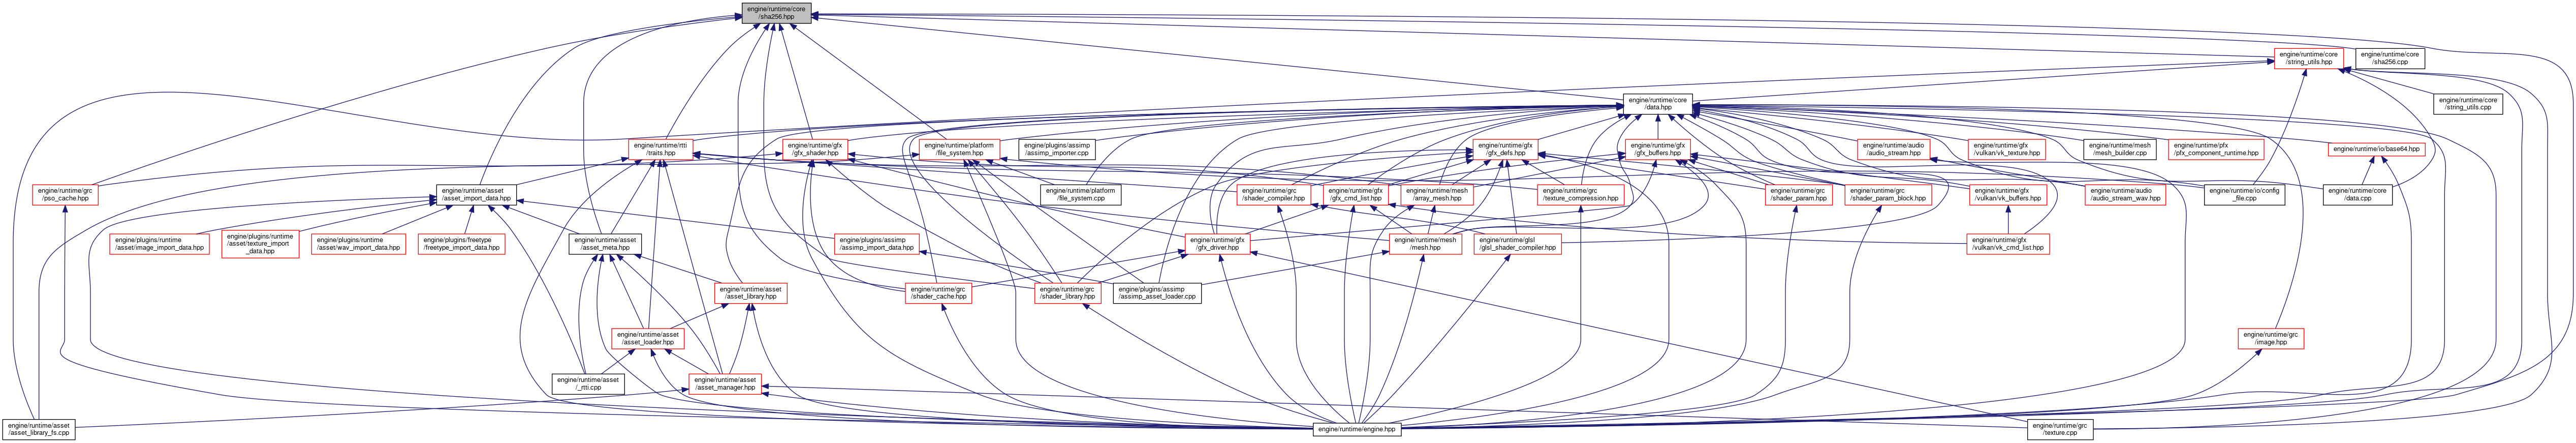 engine/runtime/core
/sha256.hpp
engine/runtime/core
/string_utils.hpp
engine/runtime/core
/sha256.cpp
engine/runtime/core
/data.hpp
engine/runtime/core
/string_utils.cpp
engine/runtime/rtti
/traits.hpp
engine/runtime/gfx
/gfx_shader.hpp
engine/runtime/platform
/file_system.hpp
engine/plugins/assimp
/assimp_importer.cpp
engine/runtime/gfx
/gfx_defs.hpp
engine/runtime/gfx
/gfx_buffers.hpp
engine/runtime/audio
/audio_stream.hpp
engine/runtime/gfx
/vulkan/vk_texture.hpp
engine/runtime/mesh
/mesh_builder.cpp
engine/runtime/pfx
/pfx_component_runtime.hpp
engine/runtime/io/base64.hpp
engine/runtime/grc
/pso_cache.hpp
engine/runtime/asset
/asset_import_data.hpp
engine/runtime/platform
/file_system.cpp
engine/runtime/grc
/shader_compiler.hpp
engine/runtime/gfx
/gfx_cmd_list.hpp
engine/runtime/mesh
/array_mesh.hpp
engine/runtime/grc
/texture_compression.hpp
engine/runtime/grc
/shader_param.hpp
engine/runtime/grc
/shader_param_block.hpp
engine/runtime/gfx
/vulkan/vk_buffers.hpp
engine/runtime/audio
/audio_stream_wav.hpp
engine/runtime/io/config
_file.cpp
engine/runtime/core
/data.cpp
engine/plugins/runtime
/asset/image_import_data.hpp
engine/plugins/runtime
/asset/texture_import
_data.hpp
engine/plugins/runtime
/asset/wav_import_data.hpp
engine/plugins/freetype
/freetype_import_data.hpp
engine/runtime/asset
/asset_meta.hpp
engine/plugins/assimp
/assimp_import_data.hpp
engine/runtime/gfx
/gfx_driver.hpp
engine/runtime/mesh
/mesh.hpp
engine/runtime/glsl
/glsl_shader_compiler.hpp
engine/runtime/gfx
/vulkan/vk_cmd_list.hpp
engine/runtime/asset
/asset_library.hpp
engine/runtime/grc
/shader_cache.hpp
engine/runtime/grc
/shader_library.hpp
engine/plugins/assimp
/assimp_asset_loader.cpp
engine/runtime/asset
/asset_loader.hpp
engine/runtime/grc
/image.hpp
engine/runtime/asset
/_rtti.cpp
engine/runtime/asset
/asset_manager.hpp
engine/runtime/asset
/asset_library_fs.cpp
engine/runtime/engine.hpp
engine/runtime/grc
/texture.cpp